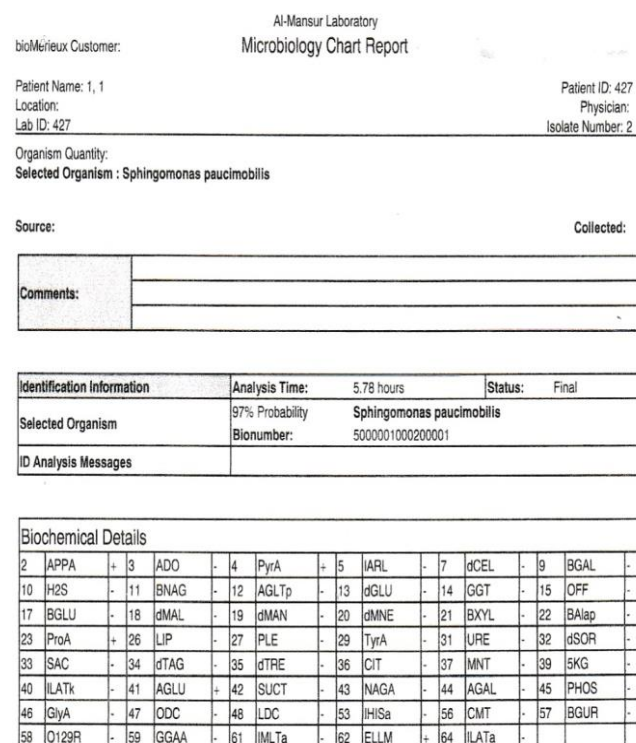 Al-Mansur Laboratory
bioMérieux Customer:
Microbiology Chart Report
Patient Name: 1, 1
Patient ID: 427
Location:
Physician:
Lab ID: 427
Isolate Number: 2
Organism Quantity:
Selected Organism : Sphingomonas paucimobilis
Source:
Collected:
Comments:
Identification Information Analysis Time: 5.78 hours Status: Final
Selected Organism 97% Probability Sphingomonas paucimobilis
Bionumber: 5000001000200001
ID Analysis Messages
Biochemical Details
2 APPA + 3 ADO - 4 PyrA + 5 IARL - 7 dCEL - 9 BGAL -
10 H2S - 11 BNAG - 12 AGLTp - 13 dGLU - 14 GGT - 15 OFF -
17 BGLU - 18 dMAL - 19 dMAN - 20 dMNE - 21 BXYL - 22 BAlap -
23 ProA + 26 LIP - 27 PLE - 29 TyrA - 31 URE - 32 dSOR -
33 SAC - 34 dTAG - 35 dTRE - 36 CIT - 37 MNT - 39 5KG -
40 ILATk - 41 AGLU + 42 SUCT - 43 NAGA - 44 AGAL - 45 PHOS -
46 GlyA - 47 ODC - 48 LDC - 53 IHISa - 56 CMT - 57 BGUR -
58 O129R - 59 GGAA - 61 IMLTa - 62 ELLM + 64 ILATa -